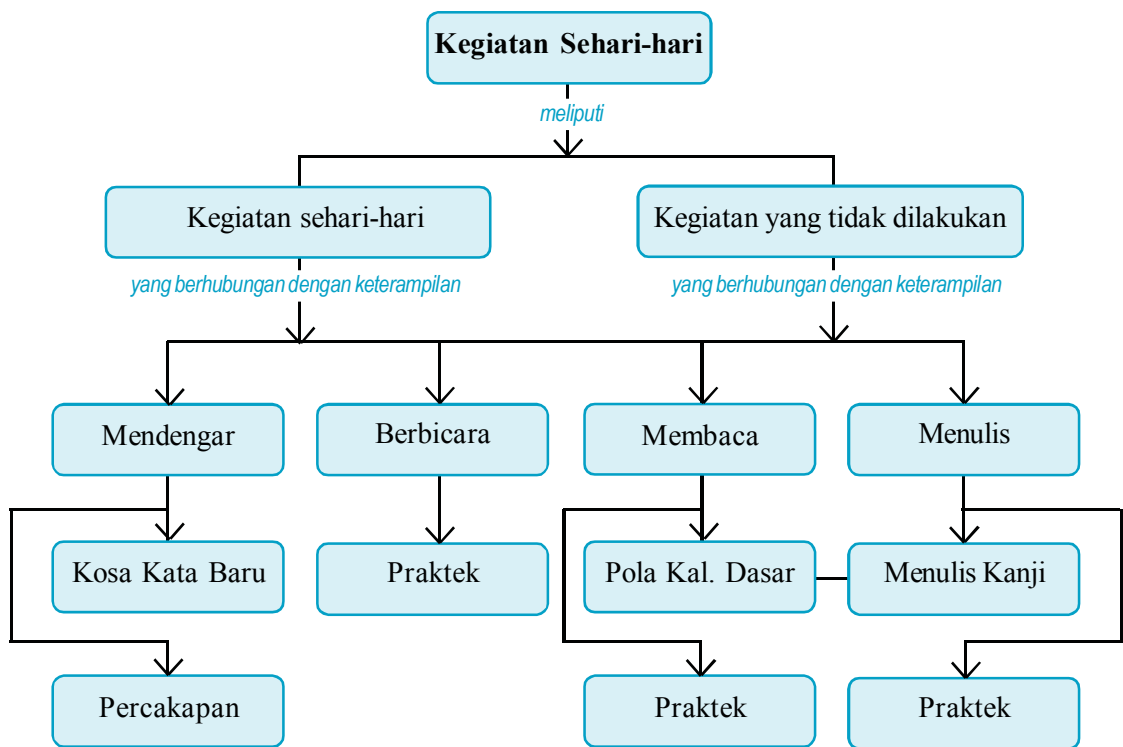 Kegiatan Sehari-hari
meliputi
Kegiatan sehari-hari
Kegiatan yang tidak dilakukan
yang berhubungan dengan keterampilan
yang berhubungan dengan keterampilan
Mendengar
Berbicara
Membaca
Menulis
Kosa Kata Baru
Praktek
Pola Kal. Dasar
Menulis Kanji
Percakapan
Praktek
Praktek